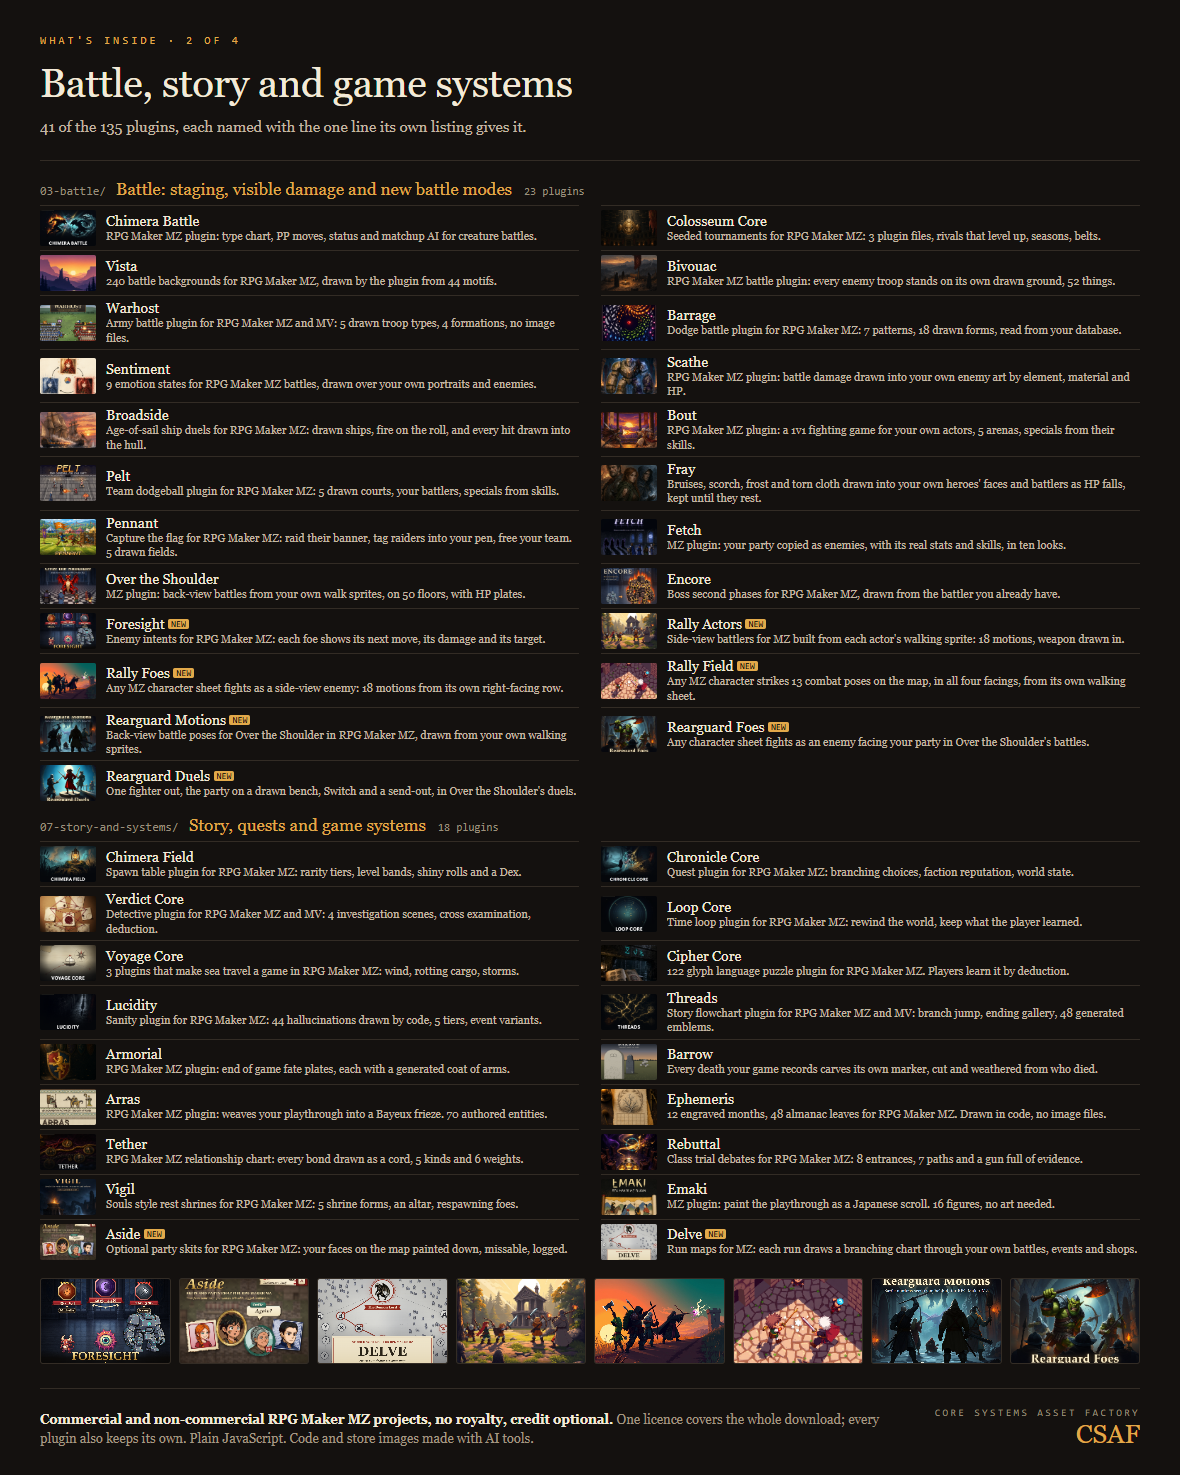 WHAT'S INSIDE · 2 OF 4
Battle, story and game systems
41 of the 135 plugins, each named with the one line its own listing gives it.
03-battle/ Battle: staging, visible damage and new battle modes 23 plugins
CHIMERA BATTLE
Chimera Battle
RPG Maker MZ plugin: type chart, PP moves, status and matchup AI for creature battles.
Colosseum Core
Seeded tournaments for RPG Maker MZ: 3 plugin files, rivals that level up, seasons, belts.
Vista
240 battle backgrounds for RPG Maker MZ, drawn by the plugin from 44 motifs.
Bivouac
RPG Maker MZ battle plugin: every enemy troop stands on its own drawn ground, 52 things.
WARHOST
Warhost
Army battle plugin for RPG Maker MZ and MV: 5 drawn troop types, 4 formations, no image
files.
Barrage
Dodge battle plugin for RPG Maker MZ: 7 patterns, 18 drawn forms, read from your database.
Sentiment
9 emotion states for RPG Maker MZ battles, drawn over your own portraits and enemies.
Scathe
RPG Maker MZ plugin: battle damage drawn into your own enemy art by element, material and
HP.
Broadside
Age-of-sail ship duels for RPG Maker MZ: drawn ships, fire on the roll, and every hit drawn into
the hull.
Bout
RPG Maker MZ plugin: a 1v1 fighting game for your own actors, 5 arenas, specials from their
skills.
PELT
Pelt
Team dodgeball plugin for RPG Maker MZ: 5 drawn courts, your battlers, specials from skills.
Fray
Bruises, scorch, frost and torn cloth drawn into your own heroes' faces and battlers as HP falls,
kept until they rest.
Pennant
Capture the flag for RPG Maker MZ: raid their banner, tag raiders into your pen, free your team.
5 drawn fields.
FETCH
Fetch
MZ plugin: your party copied as enemies, with its real stats and skills, in ten looks.
Over the Shoulder
MZ plugin: back-view battles from your own walk sprites, on 50 floors, with HP plates.
ENCORE
Encore
Boss second phases for RPG Maker MZ, drawn from the battler you already have.
FORESIGHT
Foresight NEW
Enemy intents for RPG Maker MZ: each foe shows its next move, its damage and its target.
Rally Actors NEW
Side-view battlers for MZ built from each actor's walking sprite: 18 motions, weapon drawn in.
Rally Foes NEW
Any MZ character sheet fights as a side-view enemy: 18 motions from its own right-facing row.
Rally Field NEW
Any MZ character strikes 13 combat poses on the map, in all four facings, from its own walking
sheet.
Rearguard Motions
Rearguard Motions NEW
Back-view battle poses for Over the Shoulder in RPG Maker MZ, drawn from your own walking
sprites.
Rearguard Foes
Rearguard Foes NEW
Any character sheet fights as an enemy facing your party in Over the Shoulder's battles.
Rearguard Duels
Rearguard Duels NEW
One fighter out, the party on a drawn bench, Switch and a send-out, in Over the Shoulder's duels.
07-story-and-systems/ Story, quests and game systems 18 plugins
CHIMERA FIELD
Chimera Field
Spawn table plugin for RPG Maker MZ: rarity tiers, level bands, shiny rolls and a Dex.
CHRONICLE CORE
Chronicle Core
Quest plugin for RPG Maker MZ: branching choices, faction reputation, world state.
Verdict Core
Detective plugin for RPG Maker MZ and MV: 4 investigation scenes, cross examination,
deduction.
LOOP CORE
Loop Core
Time loop plugin for RPG Maker MZ: rewind the world, keep what the player learned.
VOYAGE CORE
Voyage Core
3 plugins that make sea travel a game in RPG Maker MZ: wind, rotting cargo, storms.
Cipher Core
122 glyph language puzzle plugin for RPG Maker MZ. Players learn it by deduction.
LUCIDITY
Lucidity
Sanity plugin for RPG Maker MZ: 44 hallucinations drawn by code, 5 tiers, event variants.
THREADS
Threads
Story flowchart plugin for RPG Maker MZ and MV: branch jump, ending gallery, 48 generated
emblems.
Armorial
RPG Maker MZ plugin: end of game fate plates, each with a generated coat of arms.
Barrow
Every death your game records carves its own marker, cut and weathered from who died.
ARRAS
Arras
RPG Maker MZ plugin: weaves your playthrough into a Bayeux frieze. 70 authored entities.
Ephemeris
12 engraved months, 48 almanac leaves for RPG Maker MZ. Drawn in code, no image files.
TETHER
Tether
RPG Maker MZ relationship chart: every bond drawn as a cord, 5 kinds and 6 weights.
Rebuttal
Class trial debates for RPG Maker MZ: 8 entrances, 7 paths and a gun full of evidence.
VIGIL
Vigil
Souls style rest shrines for RPG Maker MZ: 5 shrine forms, an altar, respawning foes.
EMAKI
Emaki
MZ plugin: paint the playthrough as a Japanese scroll. 16 figures, no art needed.
Aside
Aside NEW
Optional party skits for RPG Maker MZ: your faces on the map painted down, missable, logged.
DELVE
Delve NEW
Run maps for MZ: each run draws a branching chart through your own battles, events and shops.
FORESIGHT
Aside
Again?
DELVE
Rearguard Motions
Rearguard Foes
Commercial and non-commercial RPG Maker MZ projects, no royalty, credit optional. One licence covers the whole download; every
plugin also keeps its own. Plain JavaScript. Code and store images made with AI tools.
CORE SYSTEMS ASSET FACTORY
CSAF